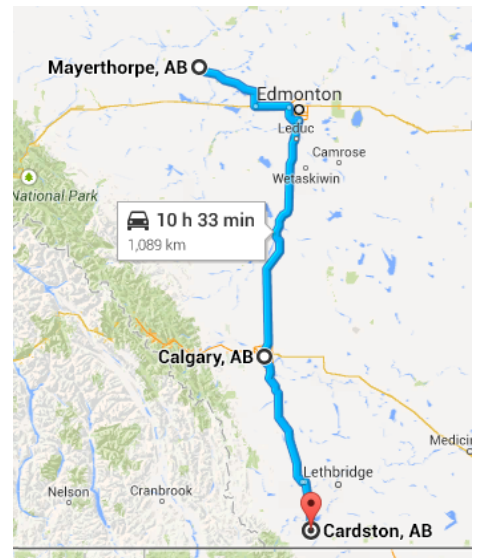 Mayerthorpe, AB
Edmonton
Leduc
Camrose
Wetaskiwin
National Park
10 h 33 min
1,089 km
Calgary, AB
Medicin
Lethbridge
Nelson
Cranbrook
Cardston, AB